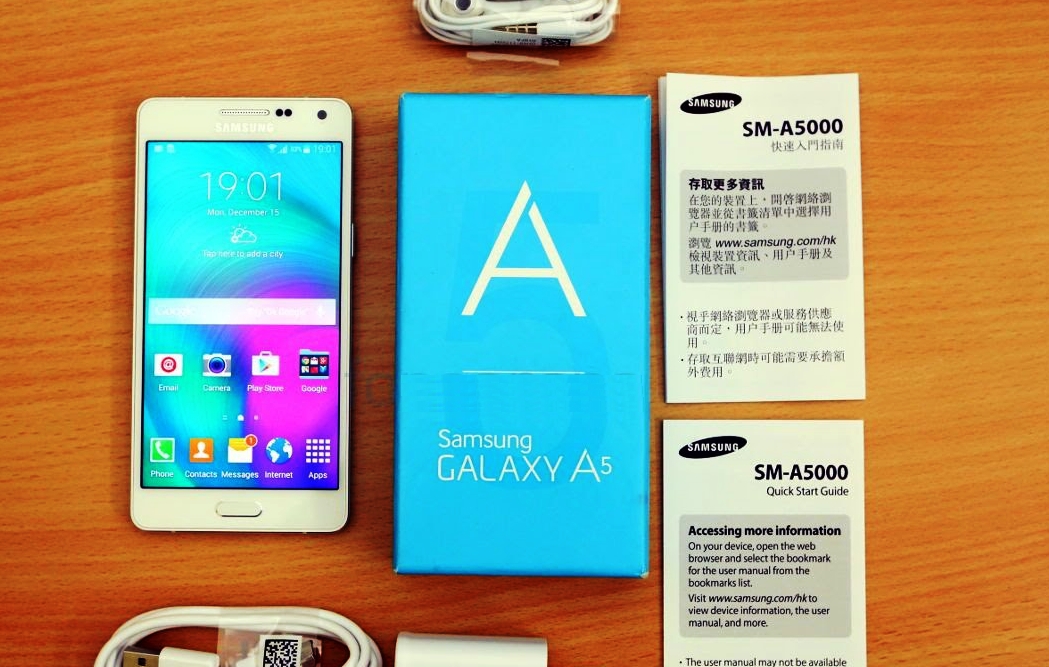 SAMSUNG
19:01
19:01
Mon, December 15
Tap here to add a city
Google
Email
Camera
Play Store
Google
1
Phone
Contacts
Messages
Internet
Apps
A
Samsung
GALAXY A5
SAMSUNG
SM-A5000
快速入門指南
存取更多資訊
在您的裝置上，開啓網絡瀏
覽器並從書籤清單中選擇用
户手册的書籤。
瀏覽 www.samsung.com/hk
檢視裝置資訊、用户手册及
其他資訊。
·視乎網絡瀏覽器或服務供應
商而定，用户手册可能無法使
用。
·存取互聯網時可能需要承擔額
外費用。
SAMSUNG
SM-A5000
Quick Start Guide
Accessing more information
On your device, open the web
browser and select the bookmark
for the user manual from the
bookmarks list.
Visit www.samsung.com/hk to
view device information, the user
manual, and more.
• The user manual may not be available